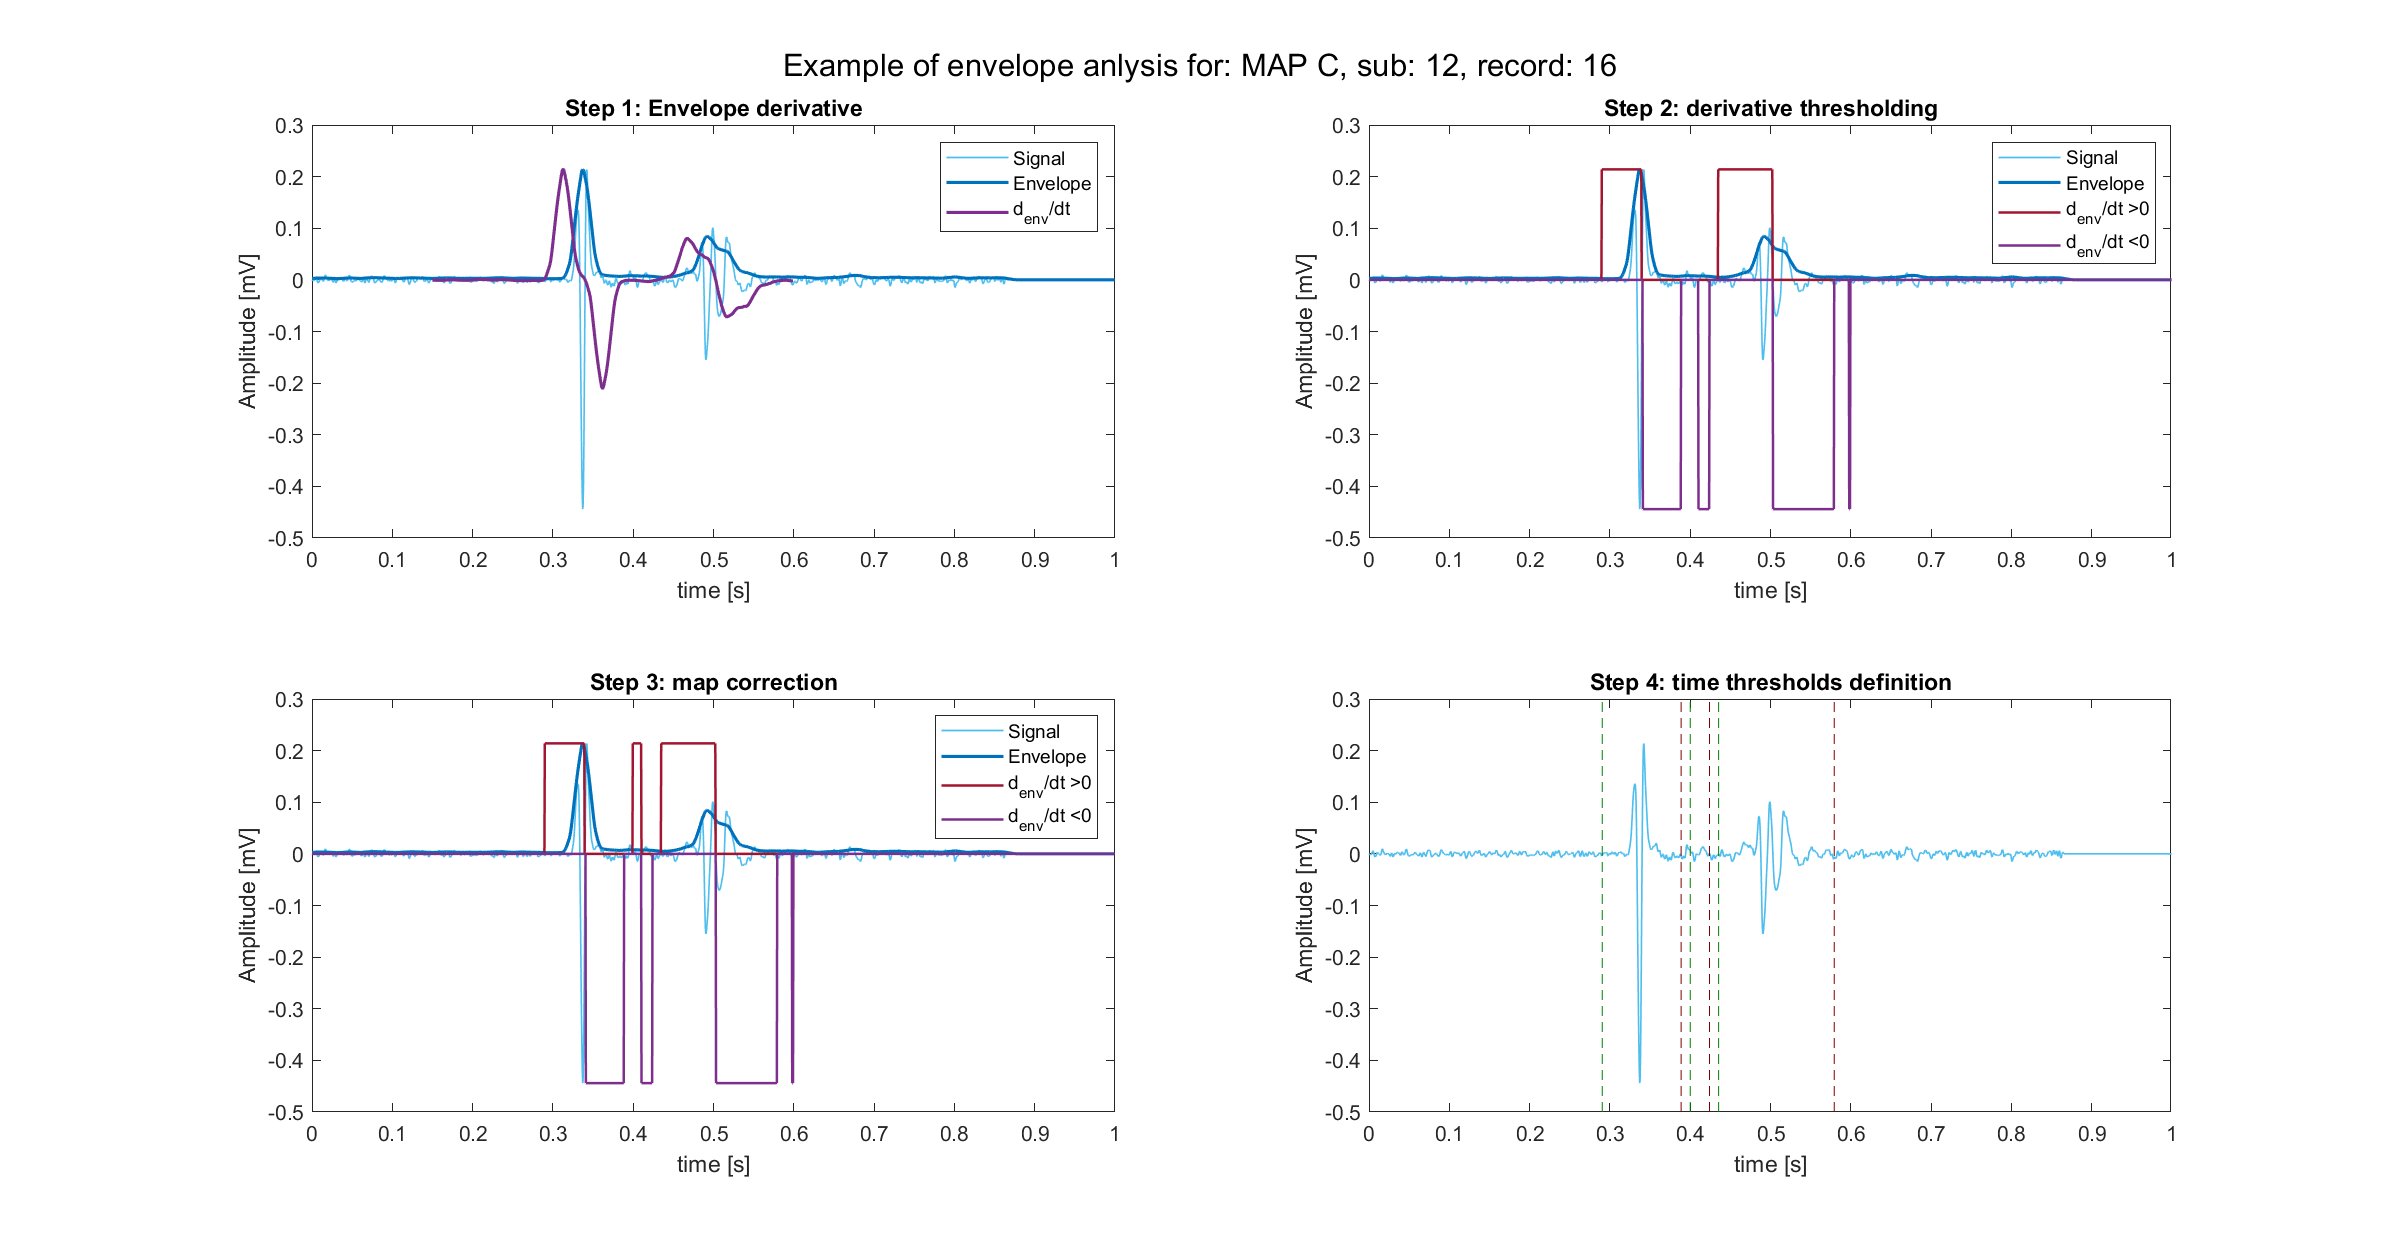 Example of envelope anlysis for: MAP C, sub: 12, record: 16
Step 1: Envelope derivative
0.3
0.2
0.1
0
-0.1
-0.2
-0.3
-0.4
-0.5
Amplitude [mV]
0 0.1 0.2 0.3 0.4 0.5 0.6 0.7 0.8 0.9 1
time [s]
Signal
Envelope
d_env/dt
Step 2: derivative thresholding
0.3
0.2
0.1
0
-0.1
-0.2
-0.3
-0.4
-0.5
Amplitude [mV]
0 0.1 0.2 0.3 0.4 0.5 0.6 0.7 0.8 0.9 1
time [s]
Signal
Envelope
d_env/dt >0
d_env/dt <0
Step 3: map correction
0.3
0.2
0.1
0
-0.1
-0.2
-0.3
-0.4
-0.5
Amplitude [mV]
0 0.1 0.2 0.3 0.4 0.5 0.6 0.7 0.8 0.9 1
time [s]
Signal
Envelope
d_env/dt >0
d_env/dt <0
Step 4: time thresholds definition
0.3
0.2
0.1
0
-0.1
-0.2
-0.3
-0.4
-0.5
Amplitude [mV]
0 0.1 0.2 0.3 0.4 0.5 0.6 0.7 0.8 0.9 1
time [s]